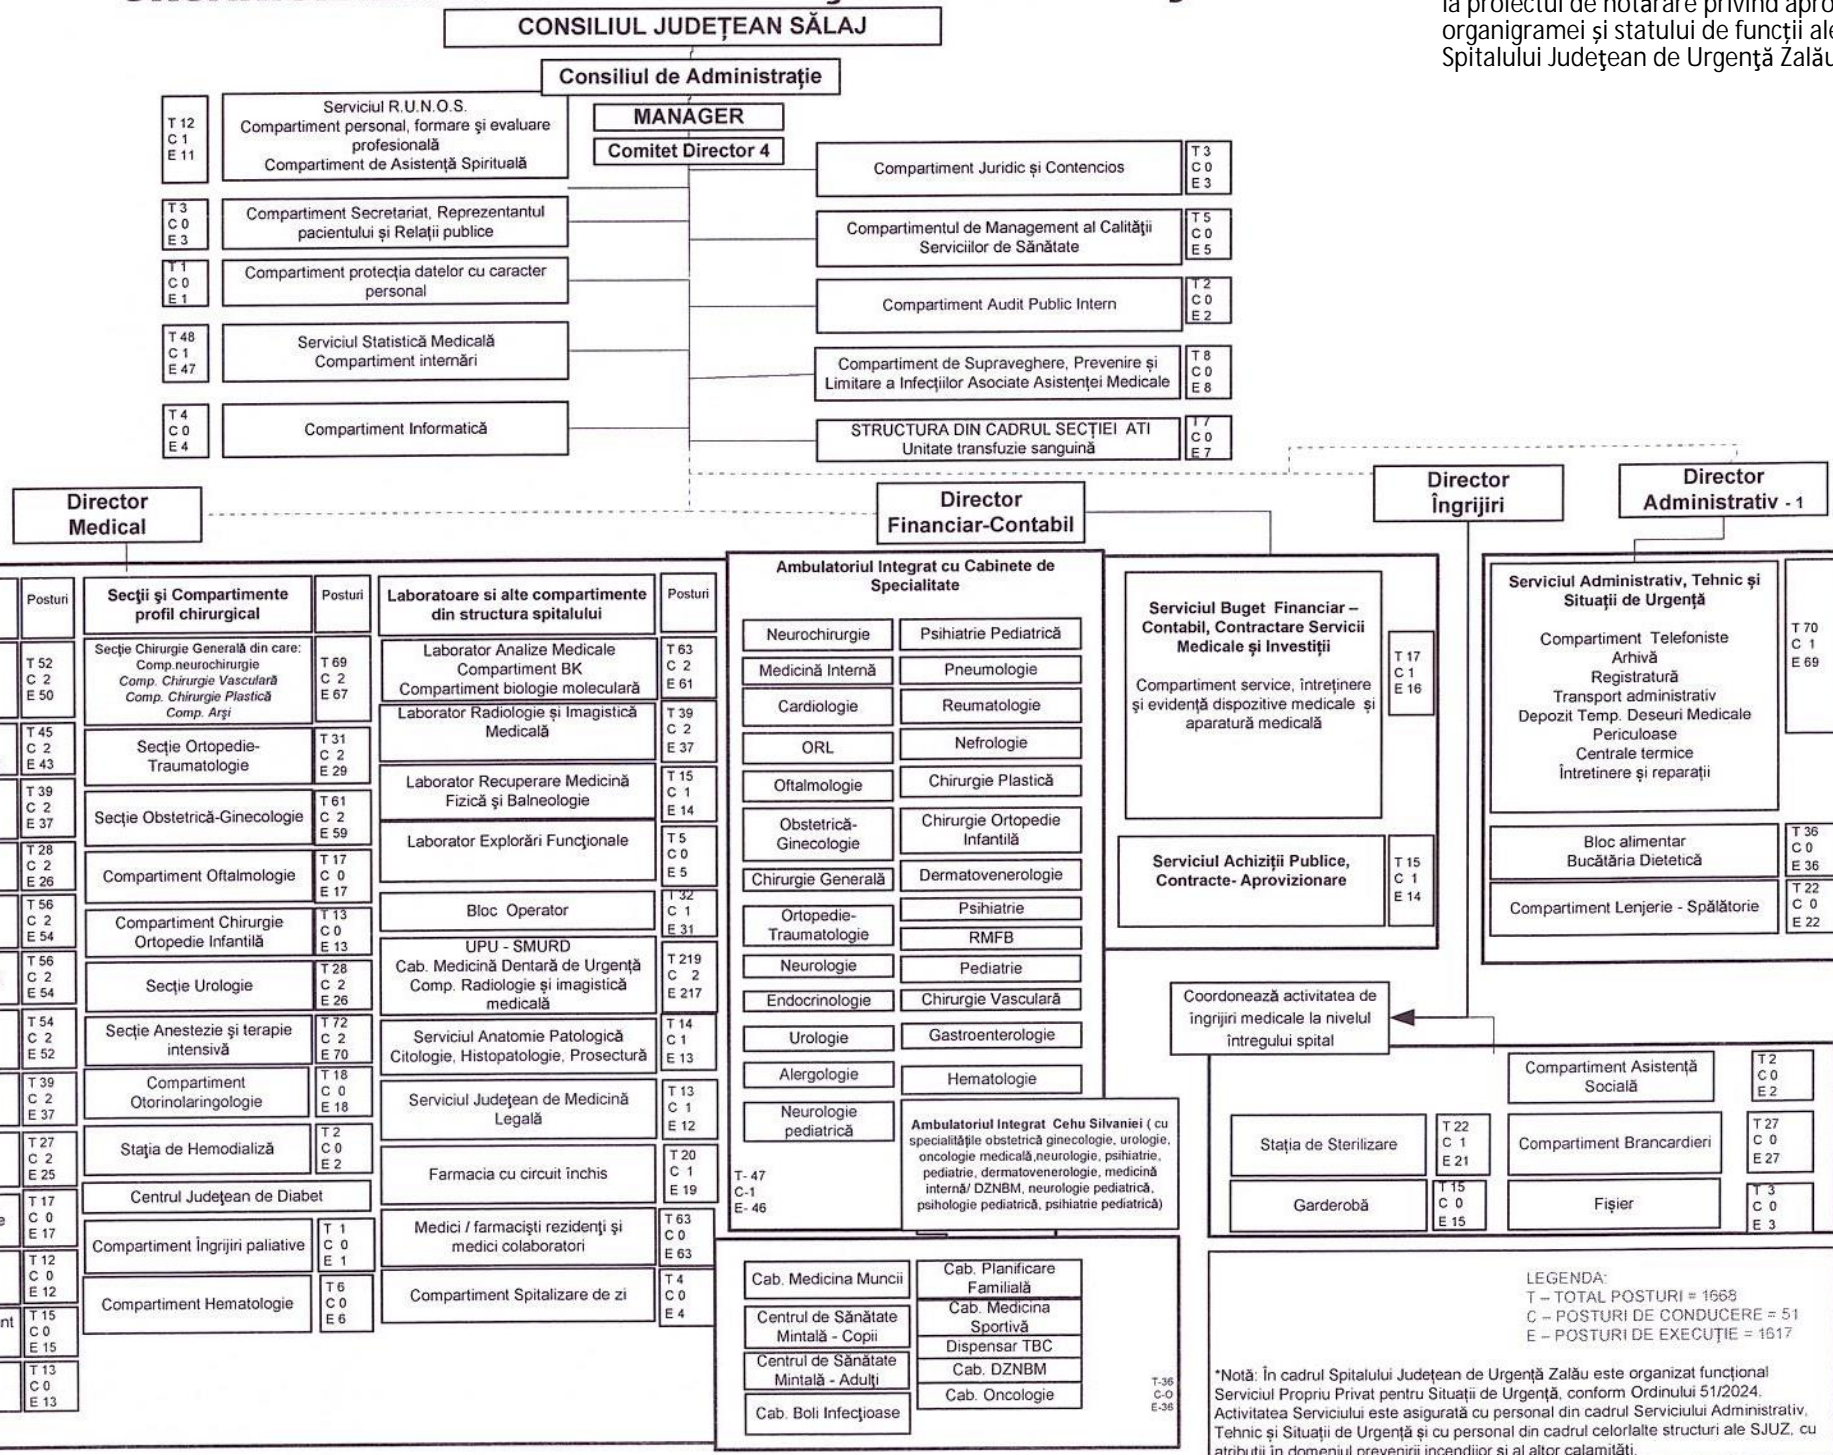 la proiectul de hotărâre privind apro
organigramei și statului de funcții ale
Spitalului Județean de Urgență Zalău
CONSILIUL JUDEȚEAN SĂLAJ
Consiliul de Administrație
MANAGER
Comitet Director 4
T 12
C 1
E 11
Serviciul R.U.N.O.S.
Compartiment personal, formare și evaluare
profesională
Compartiment de Asistență Spirituală
T 3
C 0
E 3
Compartiment Secretariat, Reprezentantul
pacientului și Relații publice
T 1
C 0
E 1
Compartiment protecția datelor cu caracter
personal
T 48
C 1
E 47
Serviciul Statistică Medicală
Compartiment internări
T 4
C 0
E 4
Compartiment Informatică
Compartiment Juridic și Contencios
T 3
C 0
E 3
Compartimentul de Management al Calității
Serviciilor de Sănătate
T 5
C 0
E 5
Compartiment Audit Public Intern
T 2
C 0
E 2
Compartiment de Supraveghere, Prevenire și
Limitare a Infecțiilor Asociate Asistenței Medicale
T 8
C 0
E 8
STRUCTURA DIN CADRUL SECȚIEI ATI
Unitate transfuzie sanguină
T 7
C 0
E 7
Director
Medical
Director
Financiar-Contabil
Director
Îngrijiri
Director
Administrativ - 1
Posturi
T 52
C 2
E 50
T 45
C 2
E 43
T 39
C 2
E 37
T 28
C 2
E 26
T 56
C 2
E 54
T 56
C 2
E 54
T 54
C 2
E 52
T 39
C 2
E 37
T 27
C 2
E 25
T 17
C 0
E 17
T 12
C 0
E 12
T 15
C 0
E 15
T 13
C 0
E 13
Secţii şi Compartimente
profil chirurgical
Posturi
Secţie Chirurgie Generală din care:
Comp.neurochirurgie
Comp. Chirurgie Vasculară
Comp. Chirurgie Plastică
Comp. Arşi
T 69
C 2
E 67
Secție Ortopedie-
Traumatologie
T 31
C 2
E 29
Secție Obstetrică-Ginecologie
T 61
C 2
E 59
Compartiment Oftalmologie
T 17
C 0
E 17
Compartiment Chirurgie
Ortopedie Infantilă
T 13
C 0
E 13
Secție Urologie
T 28
C 2
E 26
Secție Anestezie şi terapie
intensivă
T 72
C 2
E 70
Compartiment
Otorinolaringologie
T 18
C 0
E 18
Stația de Hemodializă
T 2
C 0
E 2
Centrul Județean de Diabet
Compartiment Îngrijiri paliative
T 1
C 0
E 1
Compartiment Hematologie
T 6
C 0
E 6
Laboratoare si alte compartimente
din structura spitalului
Posturi
Laborator Analize Medicale
Compartiment BK
Compartiment biologie moleculară
T 63
C 2
E 61
Laborator Radiologie și Imagistică
Medicală
T 39
C 2
E 37
Laborator Recuperare Medicină
Fizică şi Balneologie
T 15
C 1
E 14
Laborator Explorări Funcţionale
T 5
C 0
E 5
Bloc Operator
T 32
C 1
E 31
UPU - SMURD
Cab. Medicină Dentară de Urgență
Comp. Radiologie și imagistică
medicală
T 219
C 2
E 217
Serviciul Anatomie Patologică
Citologie, Histopatologie, Prosectură
T 14
C 1
E 13
Serviciul Judeţean de Medicină
Legală
T 13
C 1
E 12
Farmacia cu circuit închis
T 20
C 1
E 19
Medici / farmaciști rezidenţi şi
medici colaboratori
T 63
C 0
E 63
Compartiment Spitalizare de zi
T 4
C 0
E 4
Ambulatoriul Integrat cu Cabinete de
Specialitate
Neurochirurgie
Psihiatrie Pediatrică
Medicină Internă
Pneumologie
Cardiologie
Reumatologie
ORL
Nefrologie
Oftalmologie
Chirurgie Plastică
Obstetrică-
Ginecologie
Chirurgie Ortopedie
Infantilă
Chirurgie Generală
Dermatovenerologie
Ortopedie-
Traumatologie
Psihiatrie
RMFB
Neurologie
Pediatrie
Endocrinologie
Chirurgie Vasculară
Urologie
Gastroenterologie
Alergologie
Hematologie
Neurologie
pediatrică
T- 47
C-1
E- 46
Ambulatoriul Integrat Cehu Silvaniei ( cu
specialităţile obstetrică ginecologie, urologie,
oncologie medicală,neurologie, psihiatrie,
pediatrie, dermatovenerologie, medicină
internă/ DZNBM, neurologie pediatrică,
psihologie pediatrică, psihiatrie pediatrică)
Cab. Medicina Muncii
Cab. Planificare
Familială
Centrul de Sănătate
Mintală - Copii
Cab. Medicina
Sportivă
Dispensar TBC
Centrul de Sănătate
Mintală - Adulţi
Cab. DZNBM
Cab. Oncologie
Cab. Boli Infecțioase
T-36
C-O
E-36
Serviciul Buget Financiar –
Contabil, Contractare Servicii
Medicale și Investiții
Compartiment service, întreținere
și evidență dispozitive medicale și
aparatură medicală
T 17
C 1
E 16
Serviciul Achiziții Publice,
Contracte- Aprovizionare
T 15
C 1
E 14
Serviciul Administrativ, Tehnic și
Situații de Urgență
Compartiment Telefoniste
Arhivă
Registratură
Transport administrativ
Depozit Temp. Deseuri Medicale
Periculoase
Centrale termice
Întretinere și reparații
T 70
C 1
E 69
Bloc alimentar
Bucătăria Dietetică
T 36
C 0
E 36
Compartiment Lenjerie - Spălătorie
T 22
C 0
E 22
Coordonează activitatea de
îngrijiri medicale la nivelul
întregului spital
Compartiment Asistență
Socială
T 2
C 0
E 2
Stația de Sterilizare
T 22
C 1
E 21
Compartiment Brancardieri
T 27
C 0
E 27
Garderobă
T 15
C 0
E 15
Fișier
T 3
C 0
E 3
LEGENDA:
T – TOTAL POSTURI = 1668
C – POSTURI DE CONDUCERE = 51
E – POSTURI DE EXECUȚIE = 1617
*Notă: În cadrul Spitalului Județean de Urgență Zalău este organizat funcțional
Serviciul Propriu Privat pentru Situații de Urgență, conform Ordinului 51/2024.
Activitatea Serviciului este asigurată cu personal din cadrul Serviciului Administrativ,
Tehnic și Situații de Urgență și cu personal din cadrul celorlalte structuri ale SJUZ, cu
atribuții în domeniul prevenirii incendiilor și al altor calamități.